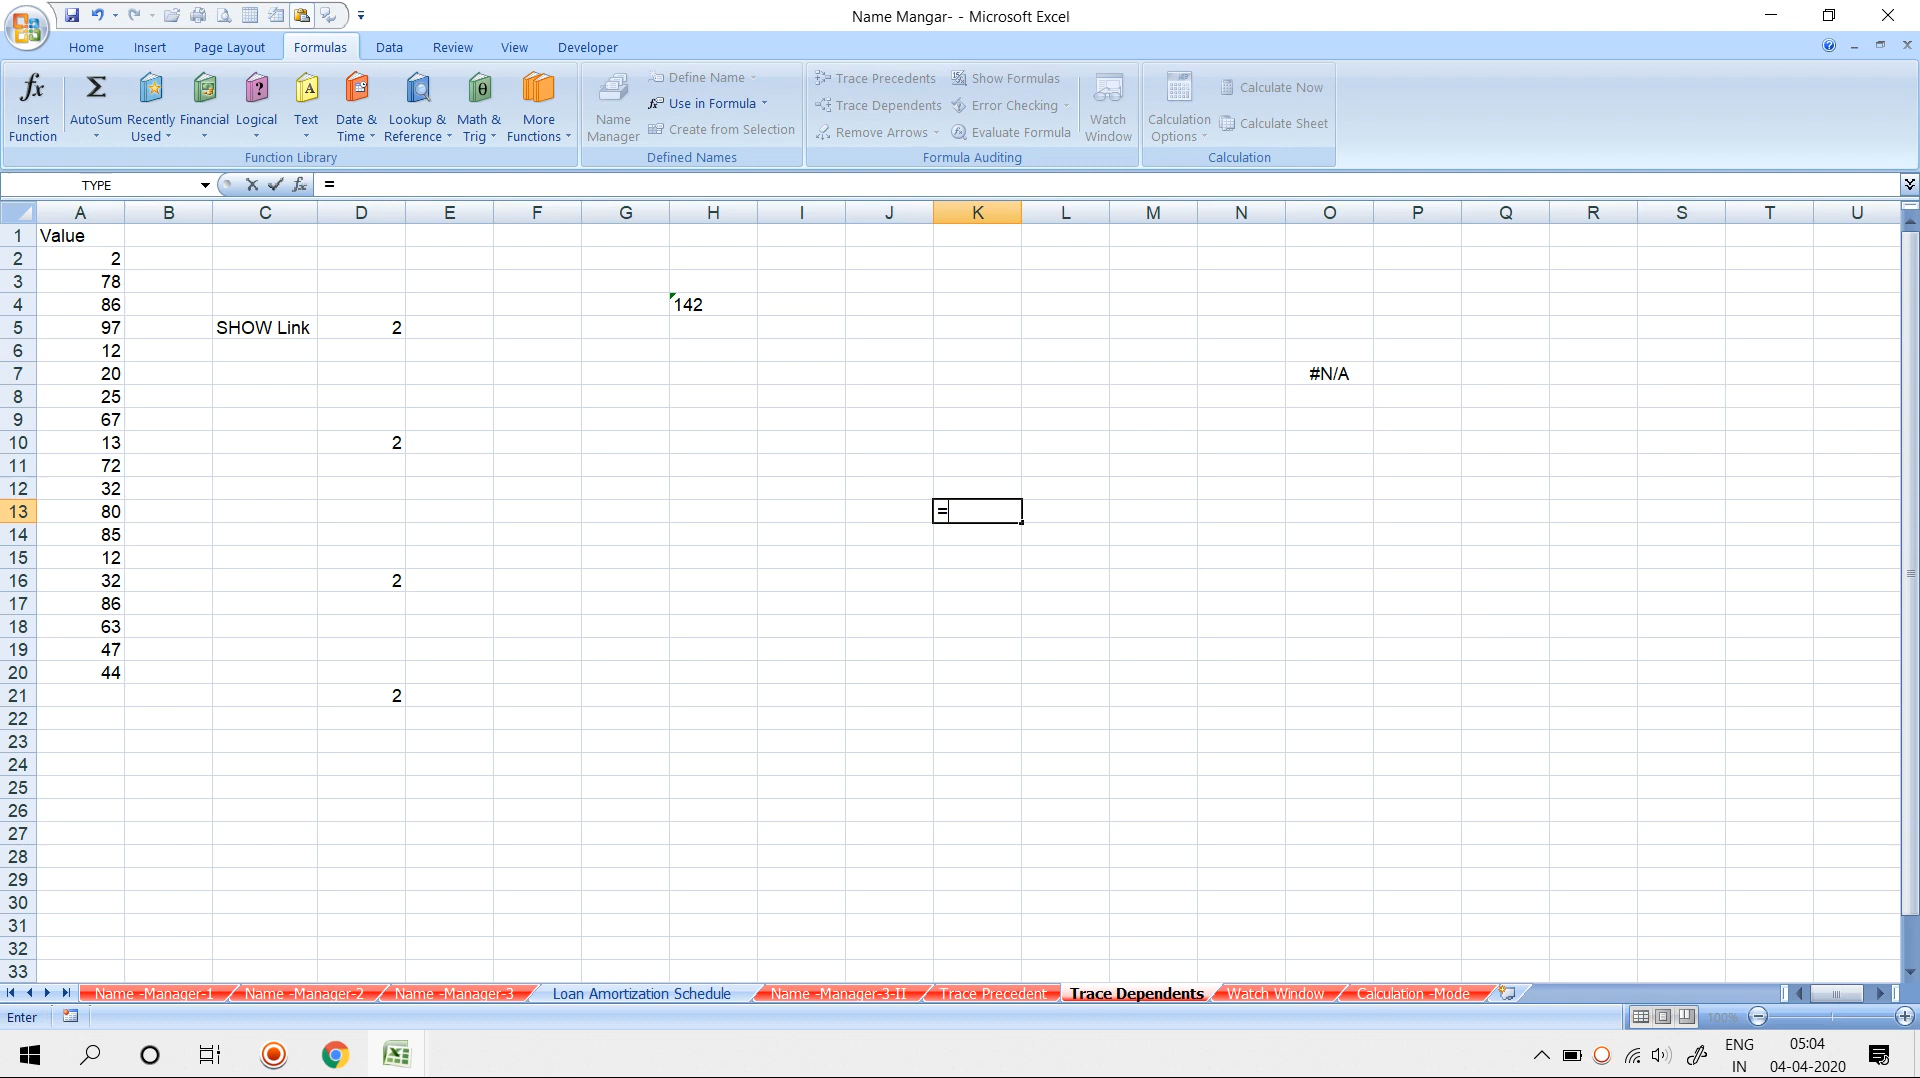 Name Mangar- - Microsoft Excel
Home Insert Page Layout Formulas Data Review View Developer
Insert Function
AutoSum
Recently Used
Financial
Logical
Text
Date & Time
Lookup & Reference
Math & Trig
More Functions
Function Library
Name Manager
Define Name
Use in Formula
Create from Selection
Defined Names
Trace Precedents
Trace Dependents
Remove Arrows
Show Formulas
Error Checking
Evaluate Formula
Watch Window
Formula Auditing
Calculation Options
Calculate Now
Calculate Sheet
Calculation
TYPE fx =
A B C D E F G H I J K L M N O P Q R S T U
1 Value
2 2
3 78
4 86 142
5 97 SHOW Link 2
6 12
7 20 #N/A
8 25
9 67
10 13 2
11 72
12 32
13 80 =
14 85
15 12
16 32 2
17 86
18 63
19 47
20 44
21 2
22
23
24
25
26
27
28
29
30
31
32
33
Name -Manager-1 Name -Manager-2 Name -Manager-3 Loan Amortization Schedule Name -Manager-3-II Trace Precedent Trace Dependents Watch Window Calculation -Mode
Enter 100%
ENG 05:04
IN 04-04-2020